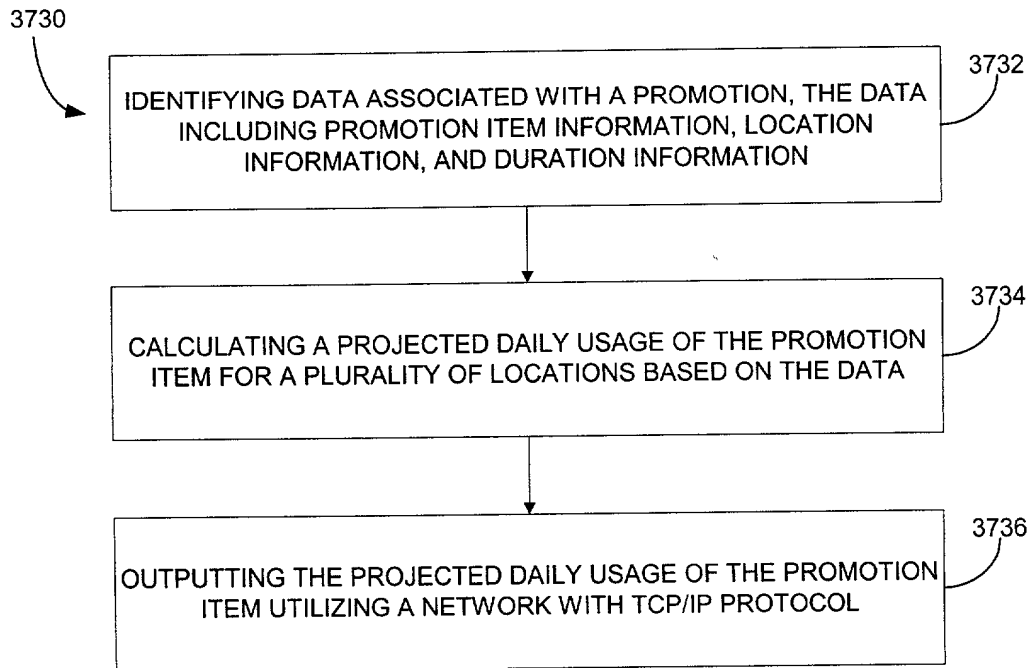 3730
3732
IDENTIFYING DATA ASSOCIATED WITH A PROMOTION, THE DATA
INCLUDING PROMOTION ITEM INFORMATION, LOCATION
INFORMATION, AND DURATION INFORMATION
3734
CALCULATING A PROJECTED DAILY USAGE OF THE PROMOTION
ITEM FOR A PLURALITY OF LOCATIONS BASED ON THE DATA
3736
OUTPUTTING THE PROJECTED DAILY USAGE OF THE PROMOTION
ITEM UTILIZING A NETWORK WITH TCP/IP PROTOCOL